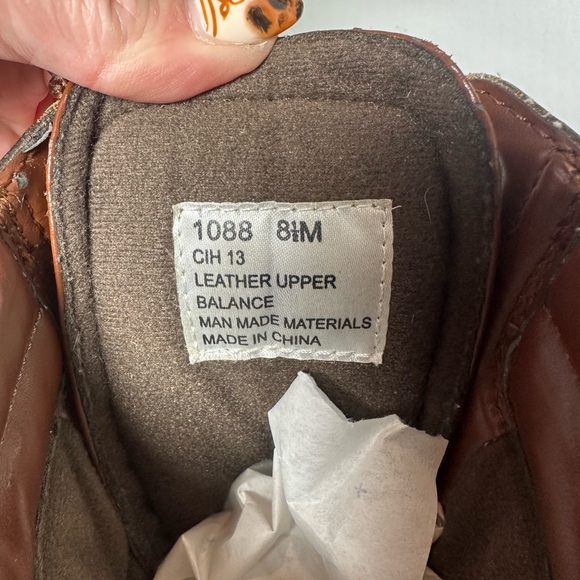 1088 8½M
CIH 13
LEATHER UPPER
BALANCE
MAN MADE MATERIALS
MADE IN CHINA